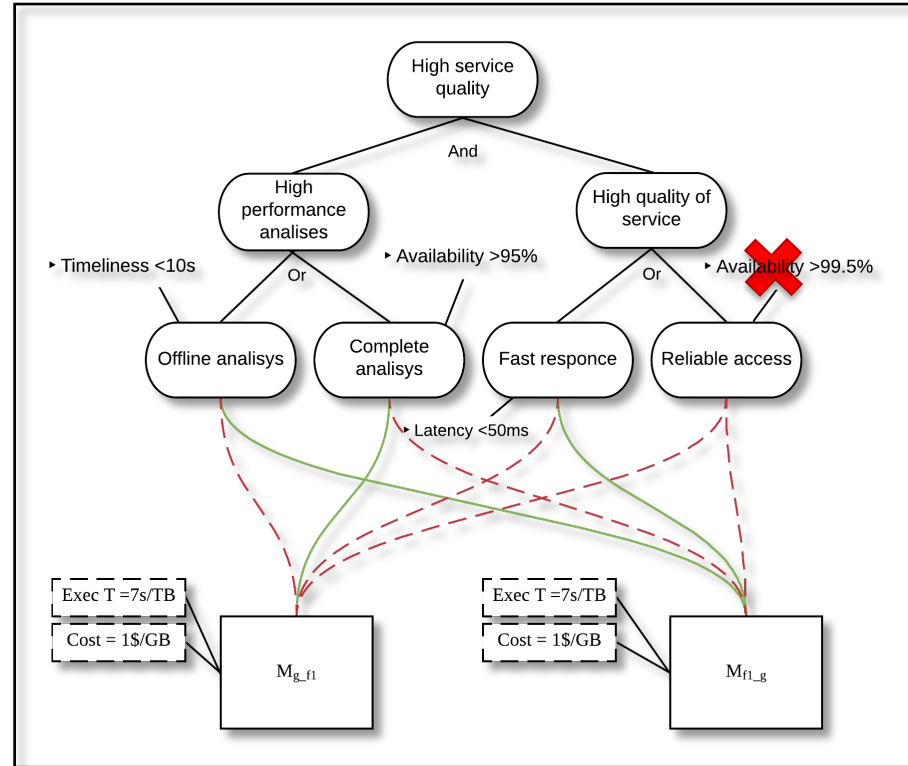 High service
quality
And
High
performance
analises
High quality of
service
Timeliness <10s
Or
Availability >95%
Or
Availability >99.5%
Offline analisys
Complete
analisys
Fast responce
Reliable access
Latency <50ms
Exec T =7s/TB
Cost = 1$/GB
Mg_f1
Exec T =7s/TB
Cost = 1$/GB
Mf1_g